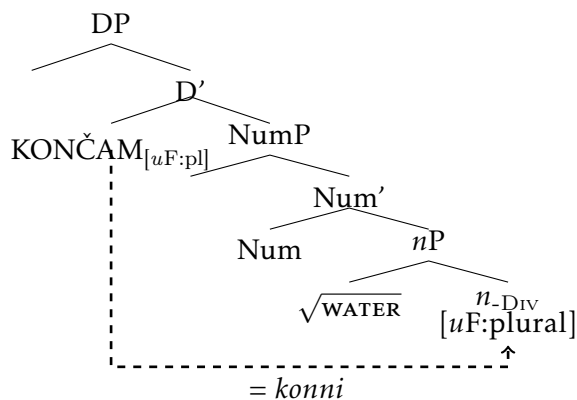 DP
D’
KONČAM[uF:pl] NumP
Num’
Num nP
√WATER n-DIV
[uF:plural]
= konni